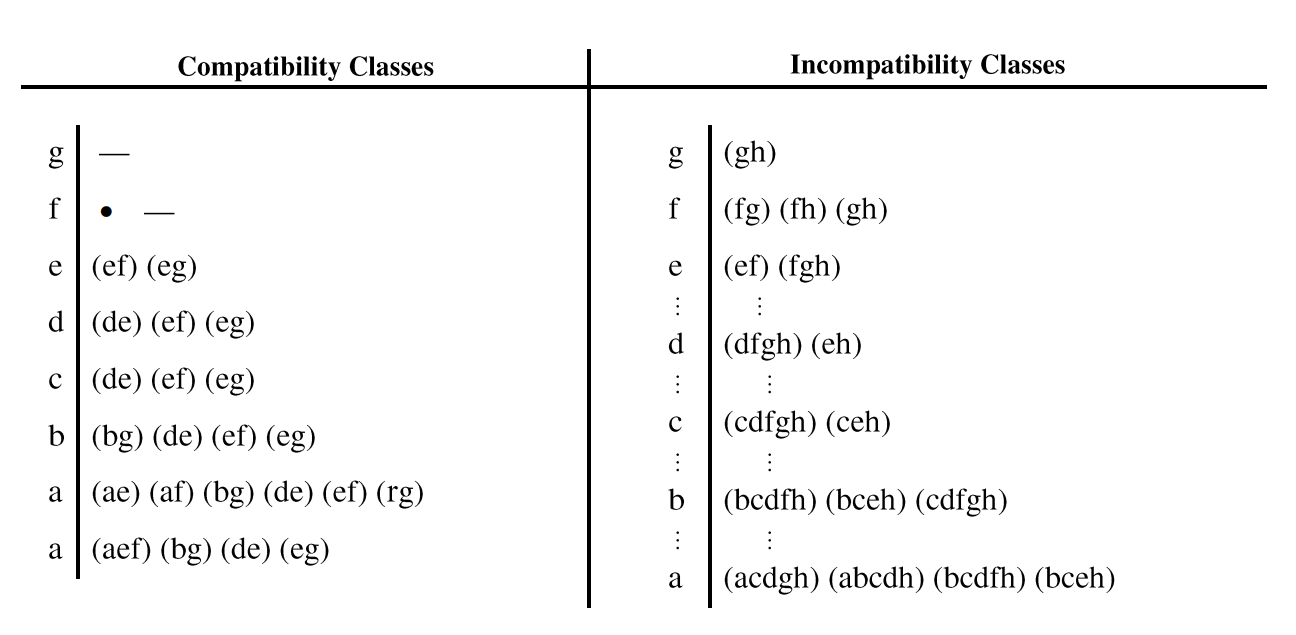 Compatibility Classes Incompatibility Classes
g — g (gh)
f • — f (fg) (fh) (gh)
e (ef) (eg) e (ef) (fgh)
⋮ ⋮
d (de) (ef) (eg) d (dfgh) (eh)
⋮ ⋮
c (de) (ef) (eg) c (cdfgh) (ceh)
⋮ ⋮
b (bg) (de) (ef) (eg) b (bcdfh) (bceh) (cdfgh)
⋮ ⋮
a (ae) (af) (bg) (de) (ef) (rg)
a (aef) (bg) (de) (eg) a (acdgh) (abcdh) (bcdfh) (bceh)